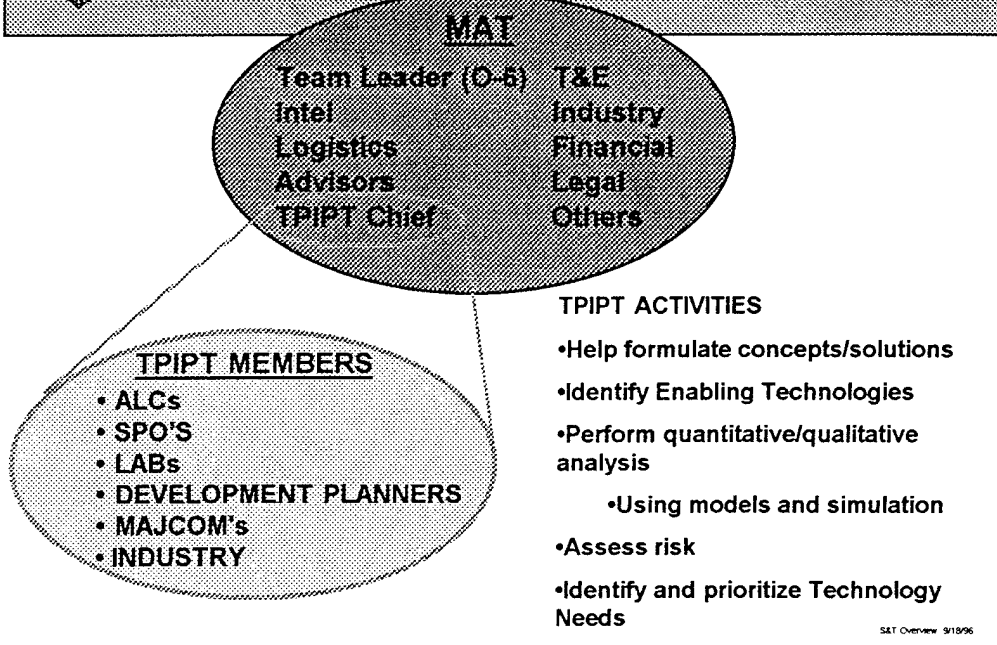 MAT
Team Leader (O-6) T&E
Intel Industry
Logistics Financial
Advisors Legal
TPIPT Chief Others
TPIPT MEMBERS
• ALCs
• SPO'S
• LABs
• DEVELOPMENT PLANNERS
• MAJCOM's
• INDUSTRY
TPIPT ACTIVITIES
•Help formulate concepts/solutions
•Identify Enabling Technologies
•Perform quantitative/qualitative
analysis
•Using models and simulation
•Assess risk
•Identify and prioritize Technology
Needs
S&T Overview 9/18/96